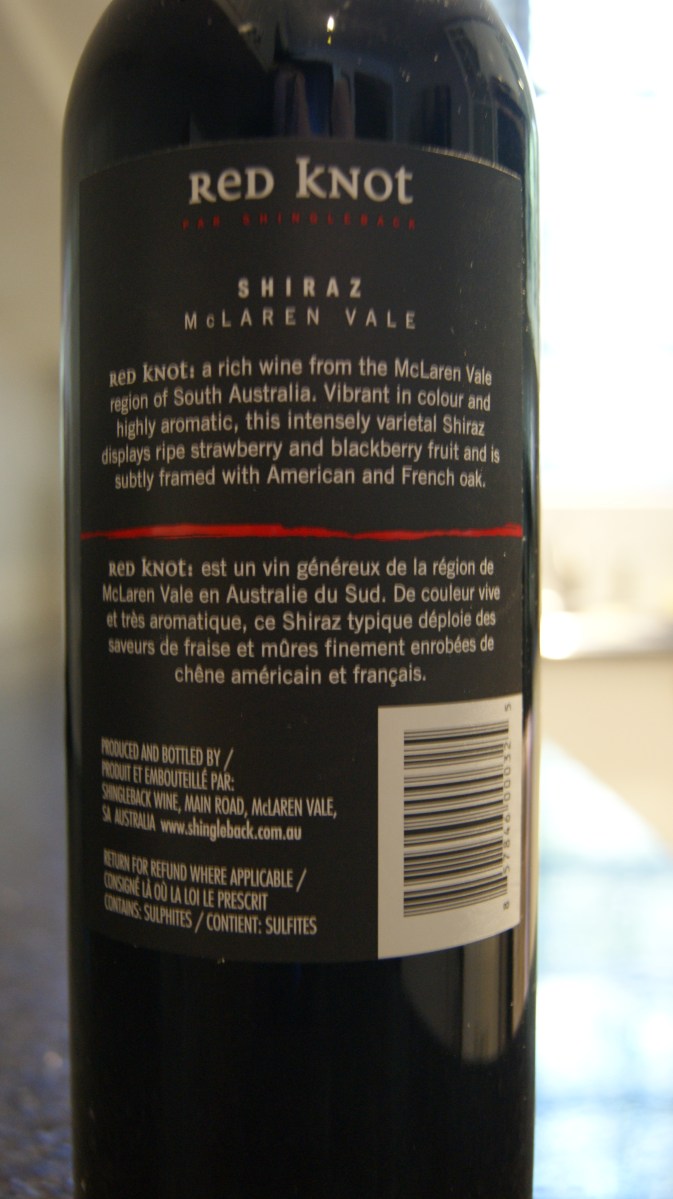 ReD kNot
PAR SHINGLEBACK
SHIRAZ
McLAREN VALE
ReD kNot: a rich wine from the McLaren Vale
region of South Australia. Vibrant in colour and
highly aromatic, this intensely varietal Shiraz
displays ripe strawberry and blackberry fruit and is
subtly framed with American and French oak.
ReD kNot: est un vin généreux de la région de
McLaren Vale en Australie du Sud. De couleur vive
et très aromatique, ce Shiraz typique déploie des
saveurs de fraise et mûres finement enrobées de
chêne américain et français.
PRODUCED AND BOTTLED BY /
PRODUIT ET EMBOUTEILLÉ PAR:
SHINGLEBACK WINE, MAIN ROAD, McLAREN VALE,
SA AUSTRALIA www.shingleback.com.au
RETURN FOR REFUND WHERE APPLICABLE /
CONSIGNÉ LÀ OÙ LA LOI LE PRESCRIT
CONTAINS: SULPHITES / CONTIENT: SULFITES
8 57846 00032 5